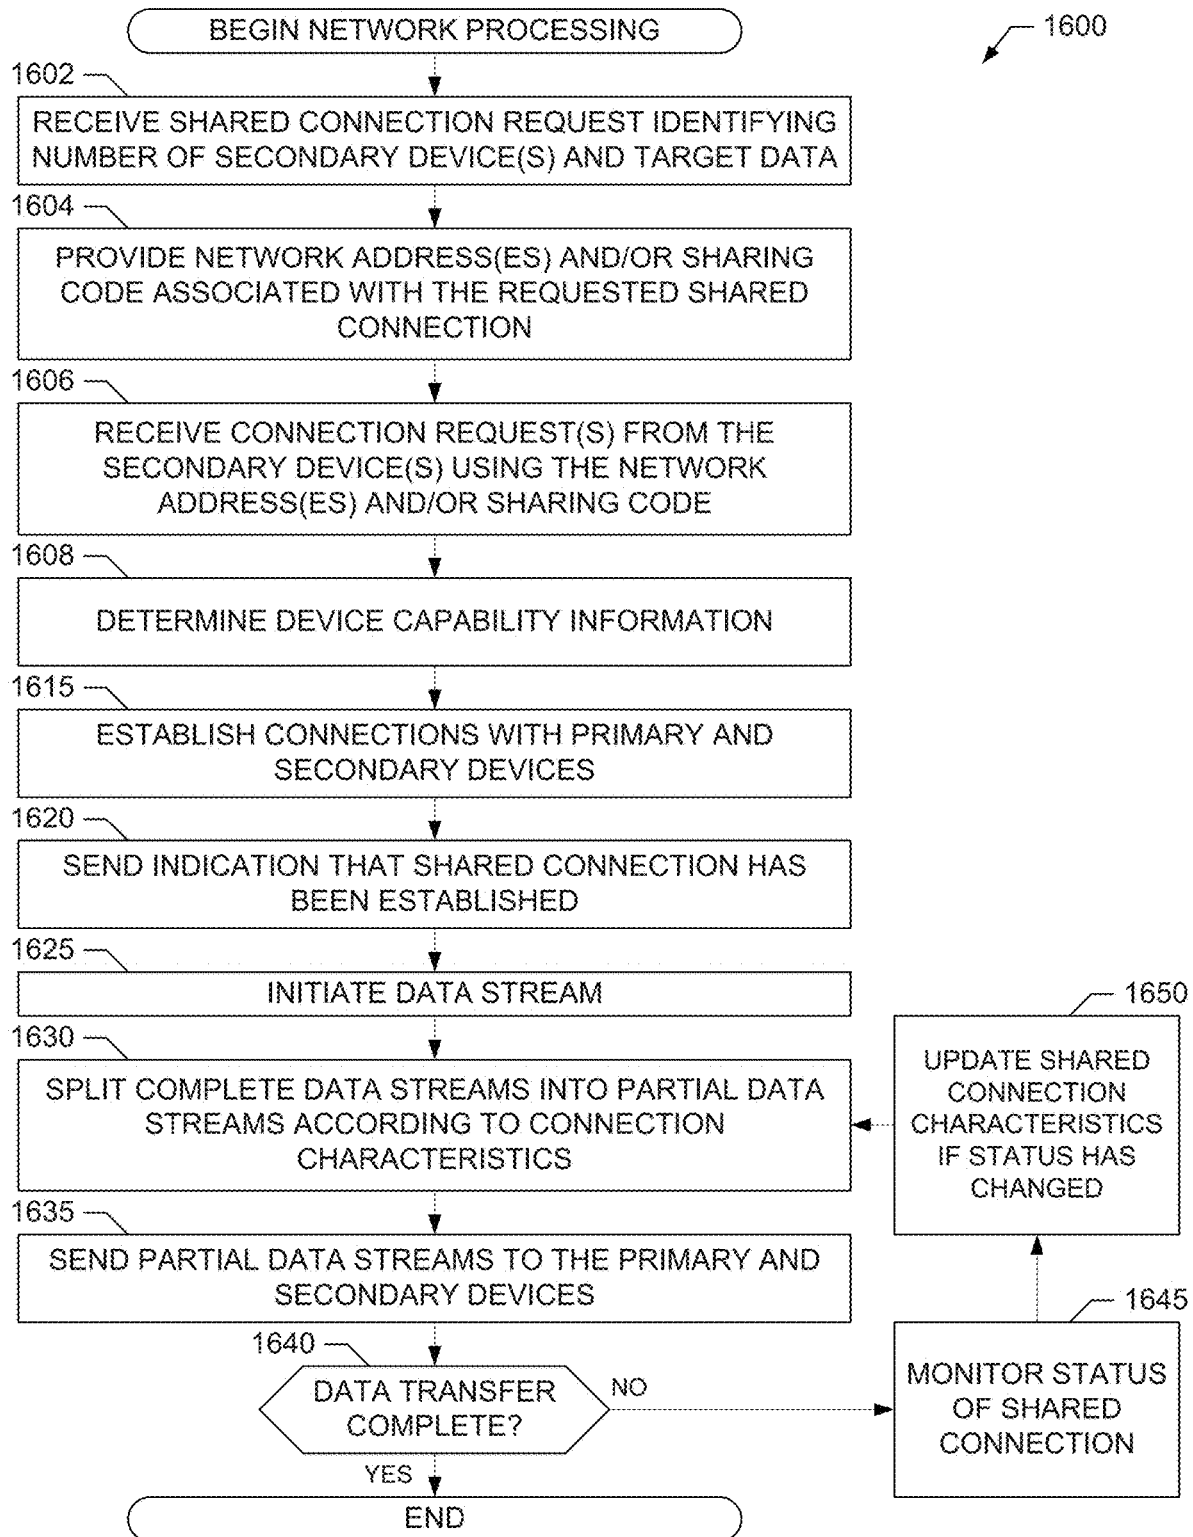 BEGIN NETWORK PROCESSING
1600
1602
RECEIVE SHARED CONNECTION REQUEST IDENTIFYING
NUMBER OF SECONDARY DEVICE(S) AND TARGET DATA
1604
PROVIDE NETWORK ADDRESS(ES) AND/OR SHARING
CODE ASSOCIATED WITH THE REQUESTED SHARED
CONNECTION
1606
RECEIVE CONNECTION REQUEST(S) FROM THE
SECONDARY DEVICE(S) USING THE NETWORK
ADDRESS(ES) AND/OR SHARING CODE
1608
DETERMINE DEVICE CAPABILITY INFORMATION
1615
ESTABLISH CONNECTIONS WITH PRIMARY AND
SECONDARY DEVICES
1620
SEND INDICATION THAT SHARED CONNECTION HAS
BEEN ESTABLISHED
1625
INITIATE DATA STREAM
1630
SPLIT COMPLETE DATA STREAMS INTO PARTIAL DATA
STREAMS ACCORDING TO CONNECTION
CHARACTERISTICS
1635
SEND PARTIAL DATA STREAMS TO THE PRIMARY AND
SECONDARY DEVICES
1640
DATA TRANSFER
COMPLETE?
NO
YES
END
1650
UPDATE SHARED
CONNECTION
CHARACTERISTICS
IF STATUS HAS
CHANGED
1645
MONITOR STATUS
OF SHARED
CONNECTION